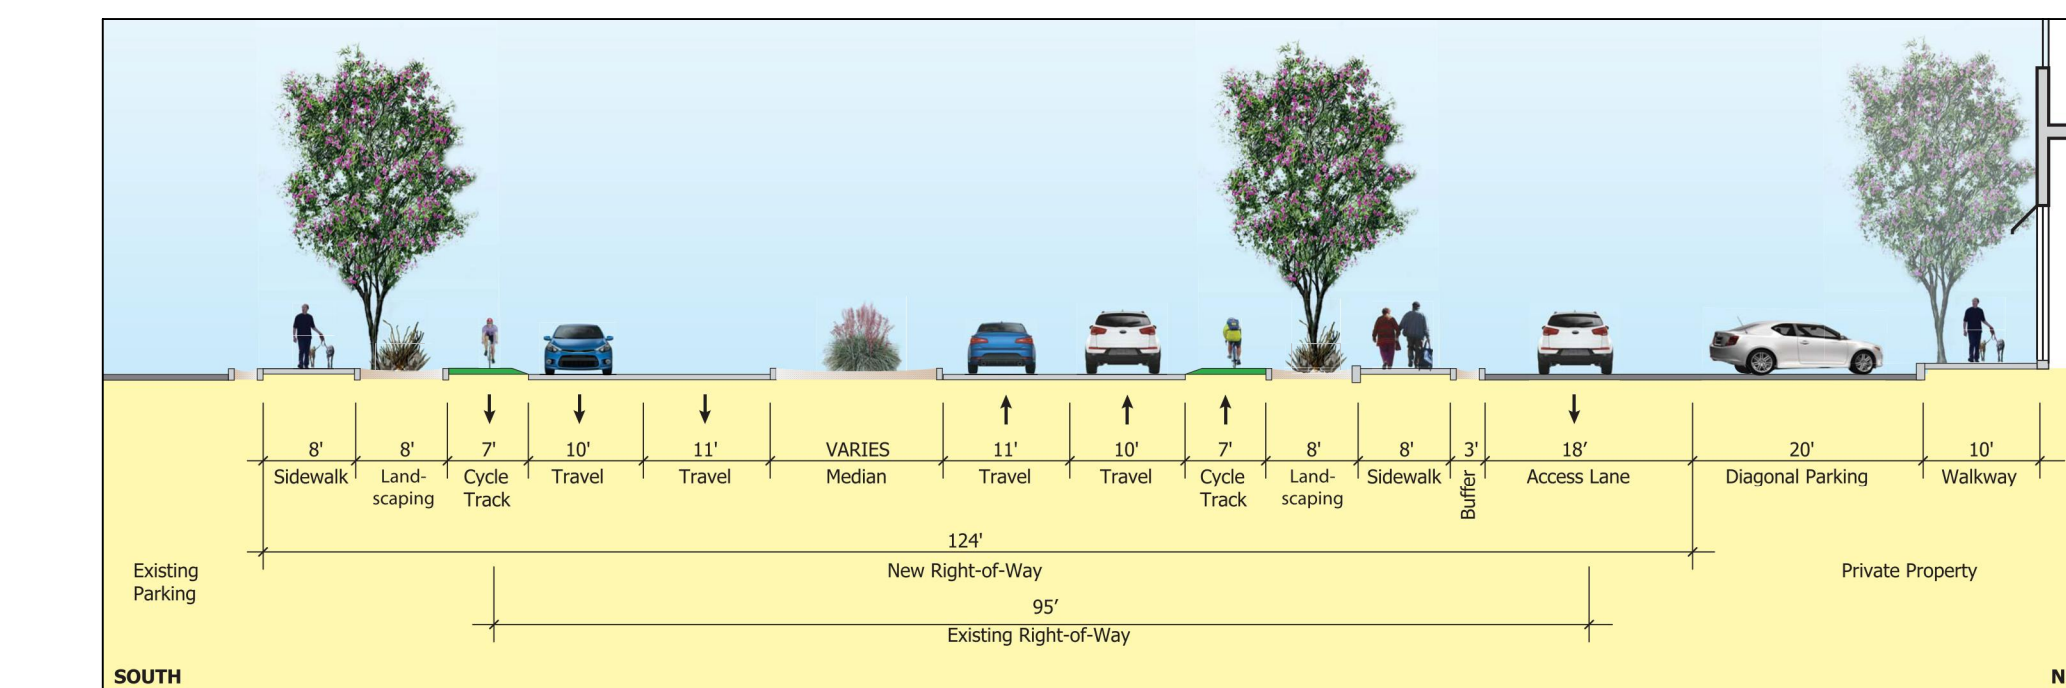 8' 8' 7' 10' 11' VARIES 11' 10' 7' 8' 8' 3' 18′ 20' 10'
Sidewalk Land- Cycle Travel Travel Median Travel Travel Cycle Land- Sidewalk Buffer Access Lane Diagonal Parking Walkway
scaping Track Track scaping
124'
Existing New Right-of-Way Private Property
Parking
95′
Existing Right-of-Way
SOUTH N